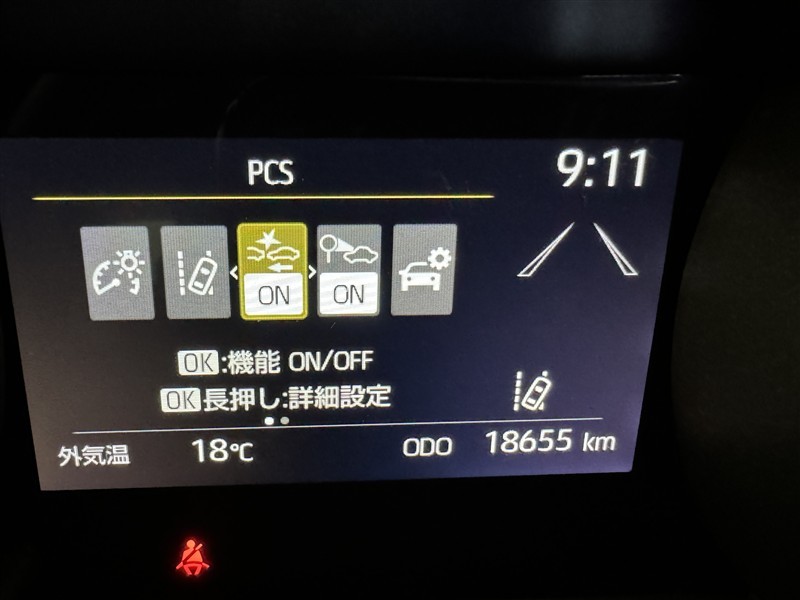 PCS
9:11
ON
ON
OK:機能 ON/OFF
OK長押し:詳細設定
外気温 18℃ ODO 18655 km